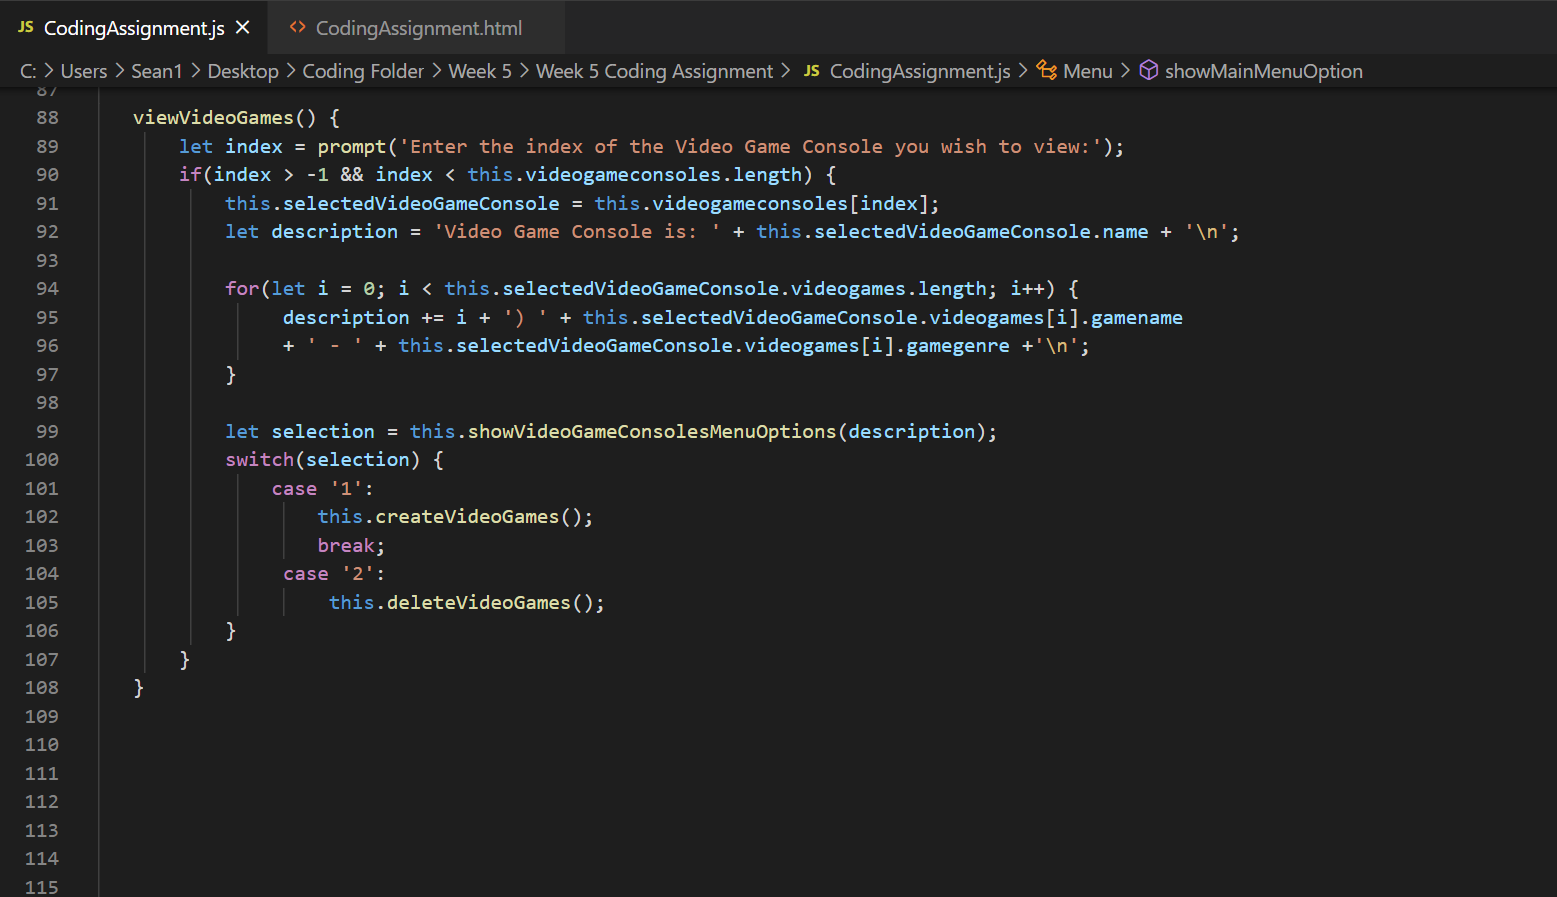 JS CodingAssignment.js × <> CodingAssignment.html
C: > Users > Sean1 > Desktop > Coding Folder > Week 5 > Week 5 Coding Assignment > JS CodingAssignment.js > Menu > showMainMenuOption
87
88 viewVideoGames() {
89 let index = prompt('Enter the index of the Video Game Console you wish to view:');
90 if(index > -1 && index < this.videogameconsoles.length) {
91 this.selectedVideoGameConsole = this.videogameconsoles[index];
92 let description = 'Video Game Console is: ' + this.selectedVideoGameConsole.name + '\n';
93
94 for(let i = 0; i < this.selectedVideoGameConsole.videogames.length; i++) {
95 description += i + ') ' + this.selectedVideoGameConsole.videogames[i].gamename
96 + ' - ' + this.selectedVideoGameConsole.videogames[i].gamegenre +'\n';
97 }
98
99 let selection = this.showVideoGameConsolesMenuOptions(description);
100 switch(selection) {
101 case '1':
102 this.createVideoGames();
103 break;
104 case '2':
105 this.deleteVideoGames();
106 }
107 }
108 }
109
110
111
112
113
114
115